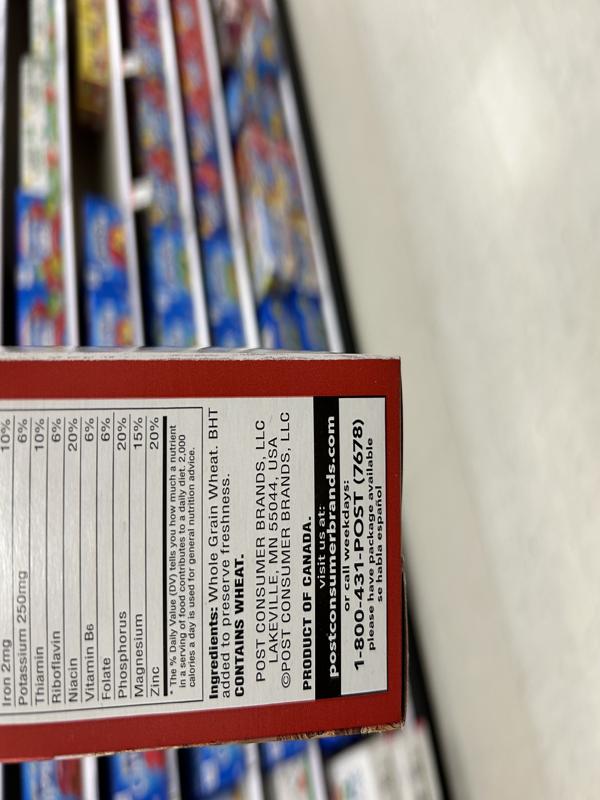 Iron 2mg 10%
Potassium 250mg 6%
Thiamin 10%
Riboflavin 6%
Niacin 20%
Vitamin B6 6%
Folate 6%
Phosphorus 20%
Magnesium 15%
Zinc 20%
* The % Daily Value (DV) tells you how much a nutrient
in a serving of food contributes to a daily diet. 2,000
calories a day is used for general nutrition advice.
Ingredients: Whole Grain Wheat. BHT
added to preserve freshness.
CONTAINS WHEAT.
POST CONSUMER BRANDS, LLC
LAKEVILLE, MN 55044, USA
©POST CONSUMER BRANDS, LLC
PRODUCT OF CANADA.
visit us at:
postconsumerbrands.com
or call weekdays:
1-800-431-POST (7678)
please have package available
se habla español